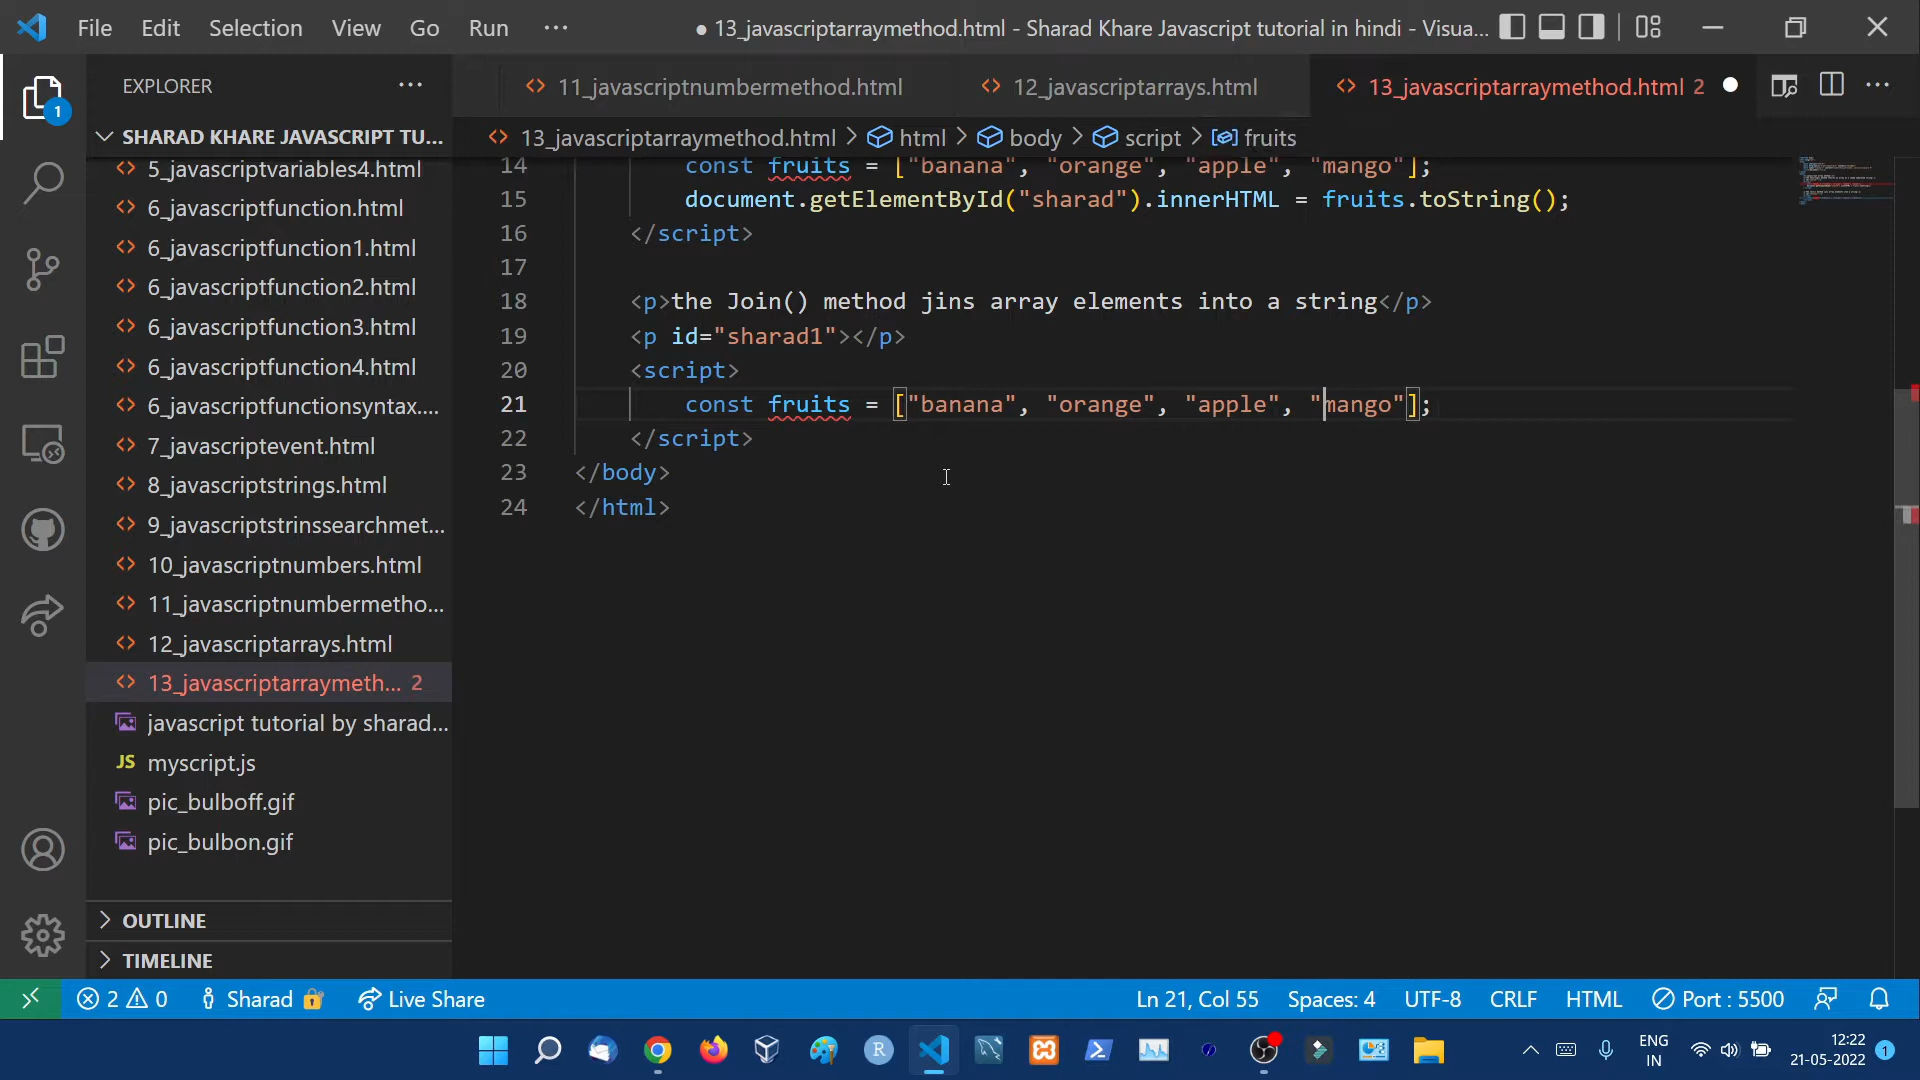 File Edit Selection View Go Run ···
● 13_javascriptarraymethod.html - Sharad Khare Javascript tutorial in hindi - Visua...
EXPLORER
11_javascriptnumbermethod.html
12_javascriptarrays.html
13_javascriptarraymethod.html 2
SHARAD KHARE JAVASCRIPT TU...
13_javascriptarraymethod.html > html > body > script > fruits
5_javascriptvariables4.html
6_javascriptfunction.html
6_javascriptfunction1.html
6_javascriptfunction2.html
6_javascriptfunction3.html
6_javascriptfunction4.html
6_javascriptfunctionsyntax....
7_javascriptevent.html
8_javascriptstrings.html
9_javascriptstrinssearchmet...
10_javascriptnumbers.html
11_javascriptnumbermetho...
12_javascriptarrays.html
13_javascriptarraymeth... 2
javascript tutorial by sharad...
JS myscript.js
pic_bulboff.gif
pic_bulbon.gif
OUTLINE
TIMELINE
14 const fruits = ["banana", "orange", "apple", "mango"];
15 document.getElementById("sharad").innerHTML = fruits.toString();
16 </script>
17
18 <p>the Join() method jins array elements into a string</p>
19 <p id="sharad1"></p>
20 <script>
21 const fruits = ["banana", "orange", "apple", "mango"];
22 </script>
23 </body>
24 </html>
2 0 Sharad Live Share Ln 21, Col 55 Spaces: 4 UTF-8 CRLF HTML Port : 5500
1
R
ENG
IN
12:22
21-05-2022
1